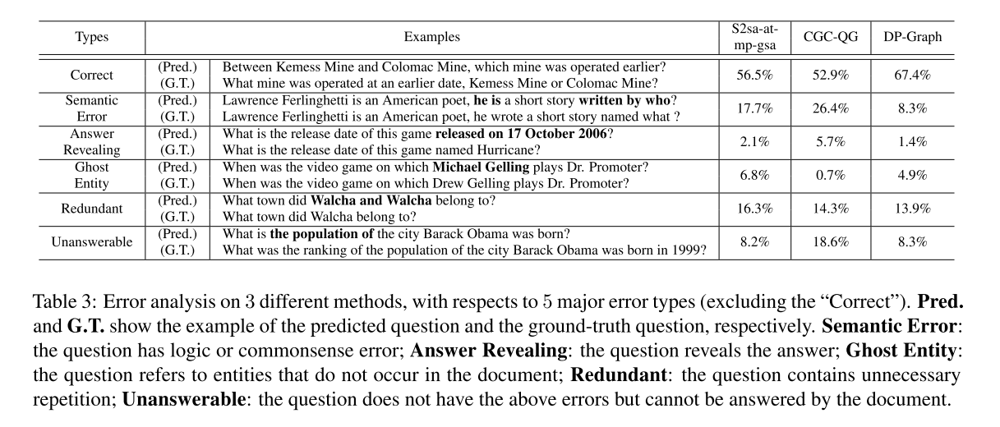 Types Examples S2sa-at-mp-gsa CGC-QG DP-Graph
Correct (Pred.) Between Kemess Mine and Colomac Mine, which mine was operated earlier? 56.5% 52.9% 67.4%
(G.T.) What mine was operated at an earlier date, Kemess Mine or Colomac Mine?
Semantic Error (Pred.) Lawrence Ferlinghetti is an American poet, he is a short story written by who? 17.7% 26.4% 8.3%
(G.T.) Lawrence Ferlinghetti is an American poet, he wrote a short story named what ?
Answer Revealing (Pred.) What is the release date of this game released on 17 October 2006? 2.1% 5.7% 1.4%
(G.T.) What is the release date of this game named Hurricane?
Ghost Entity (Pred.) When was the video game on which Michael Gelling plays Dr. Promoter? 6.8% 0.7% 4.9%
(G.T.) When was the video game on which Drew Gelling plays Dr. Promoter?
Redundant (Pred.) What town did Walcha and Walcha belong to? 16.3% 14.3% 13.9%
(G.T.) What town did Walcha belong to?
Unanswerable (Pred.) What is the population of the city Barack Obama was born? 8.2% 18.6% 8.3%
(G.T.) What was the ranking of the population of the city Barack Obama was born in 1999?
Table 3: Error analysis on 3 different methods, with respects to 5 major error types (excluding the “Correct”). Pred.
and G.T. show the example of the predicted question and the ground-truth question, respectively. Semantic Error:
the question has logic or commonsense error; Answer Revealing: the question reveals the answer; Ghost Entity:
the question refers to entities that do not occur in the document; Redundant: the question contains unnecessary
repetition; Unanswerable: the question does not have the above errors but cannot be answered by the document.